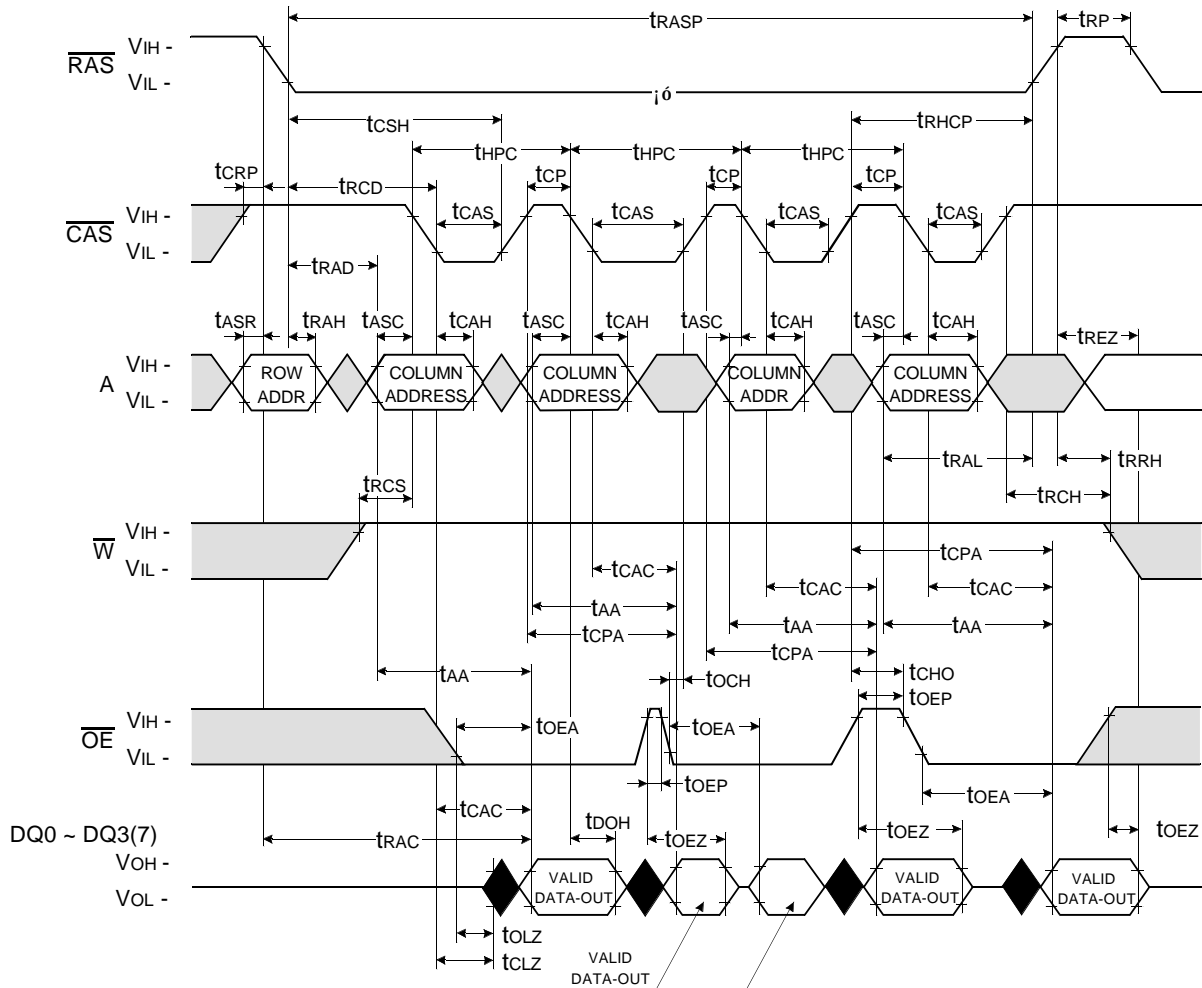 tRASP
tRP
RAS
VIH -
VIL -
¡ó
tCSH
tRHCP
tHPC
tHPC
tHPC
tCRP
tRCD
tCP
tCP
tCP
CAS
VIH -
VIL -
tCAS
tCAS
tCAS
tCAS
tRAD
tASR
tRAH
tASC
tCAH
tASC
tCAH
tASC
tCAH
tASC
tCAH
tREZ
A
VIH -
VIL -
ROW
ADDR
COLUMN
ADDRESS
COLUMN
ADDRESS
COLUMN
ADDR
COLUMN
ADDRESS
tRAL
tRRH
tRCS
tRCH
W
VIH -
VIL -
tCPA
tCAC
tCAC
tCAC
tAA
tAA
tAA
tCPA
tCPA
tAA
tOCH
tCHO
tOEP
OE
VIH -
VIL -
tOEA
tOEA
tOEP
tOEA
tCAC
tDOH
tOEZ
tOEZ
tOEZ
tRAC
DQ0 ~ DQ3(7)
VOH -
VOL -
VALID
DATA-OUT
VALID
DATA-OUT
VALID
DATA-OUT
tOLZ
tCLZ
VALID
DATA-OUT